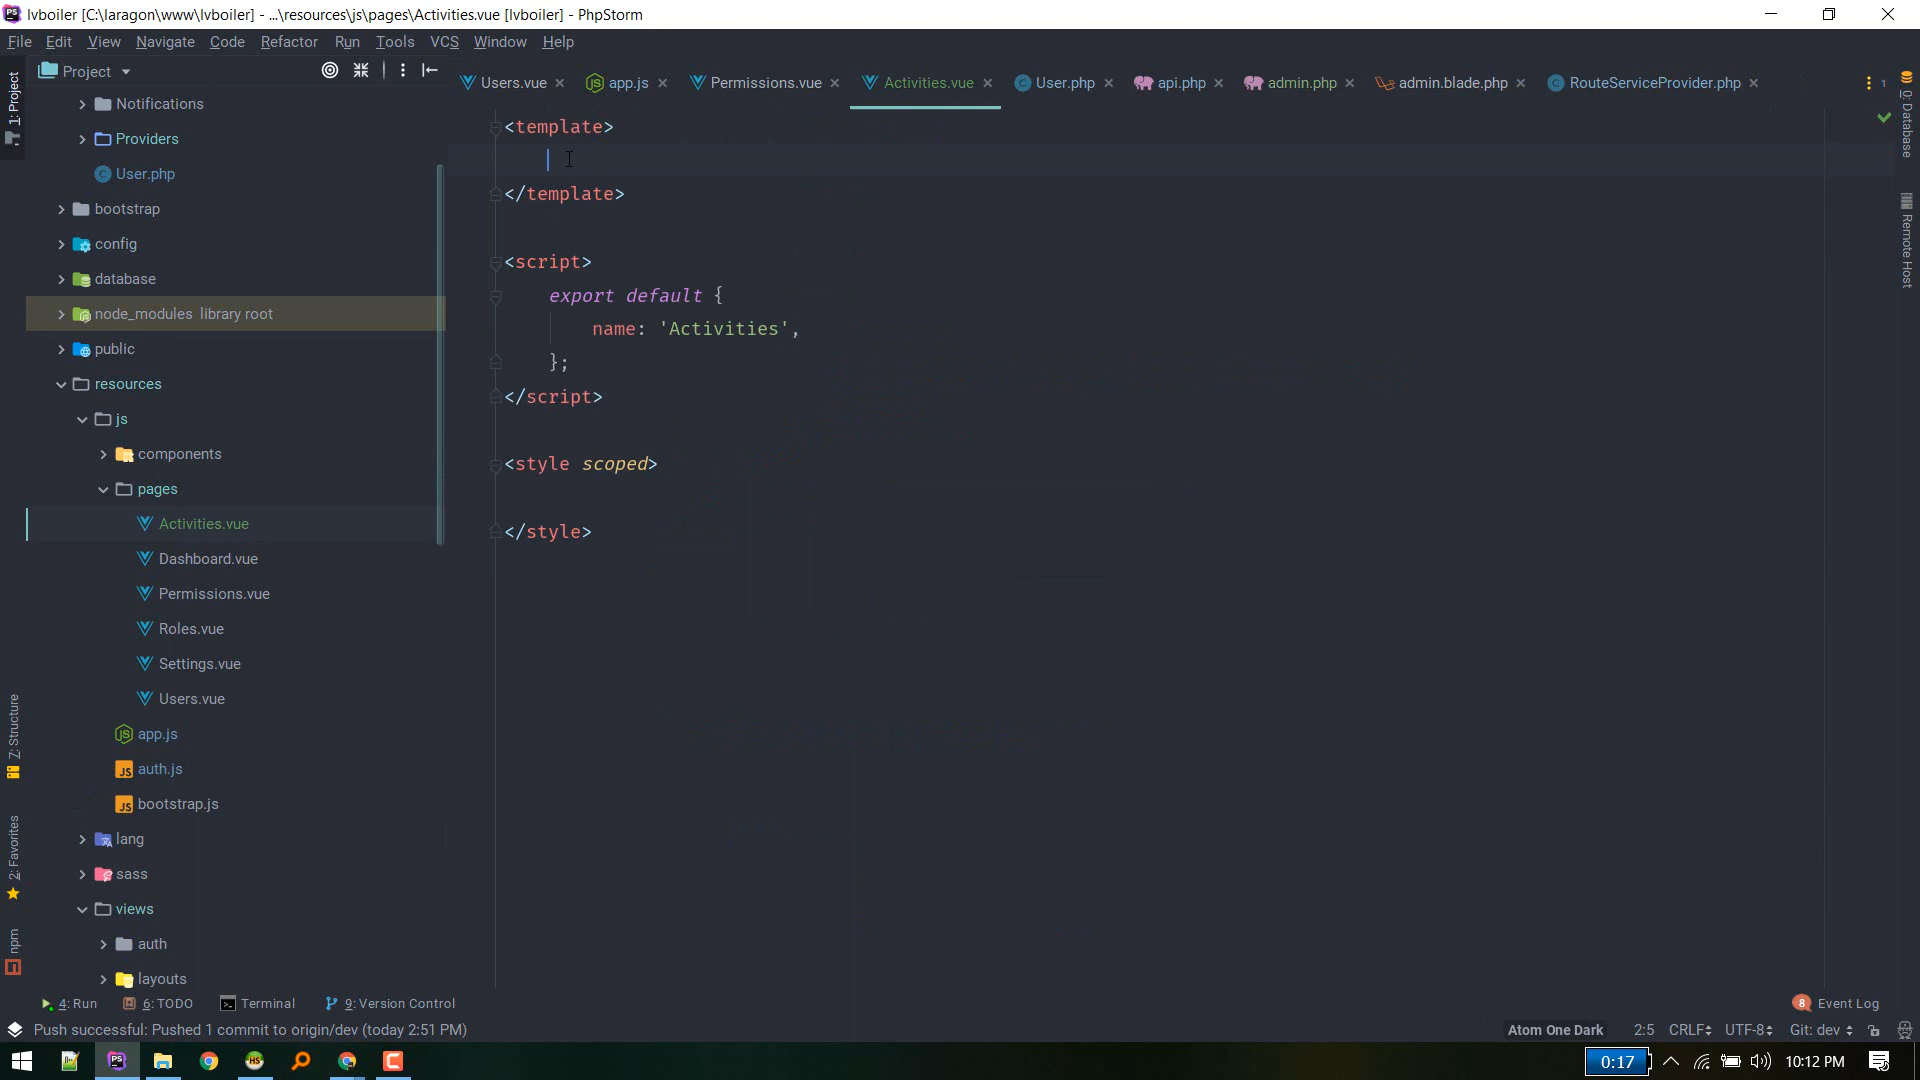 lvboiler [C:\laragon\www\lvboiler] - ...\resources\js\pages\Activities.vue [lvboiler] - PhpStorm
File Edit View Navigate Code Refactor Run Tools VCS Window Help
Project
Users.vue app.js Permissions.vue Activities.vue User.php api.php admin.php admin.blade.php RouteServiceProvider.php 1
1: Project
Z: Structure
2: Favorites
npm
Notifications
Providers
User.php
bootstrap
config
database
node_modules library root
public
resources
js
components
pages
Activities.vue
Dashboard.vue
Permissions.vue
Roles.vue
Settings.vue
Users.vue
app.js
auth.js
bootstrap.js
lang
sass
views
auth
layouts
<template>
</template>
<script>
export default {
name: 'Activities',
};
</script>
<style scoped>
</style>
0: Database
Remote Host
4: Run 6: TODO Terminal 9: Version Control 8 Event Log
Push successful: Pushed 1 commit to origin/dev (today 2:51 PM) Atom One Dark 2:5 CRLF UTF-8 Git: dev
0:17 10:12 PM